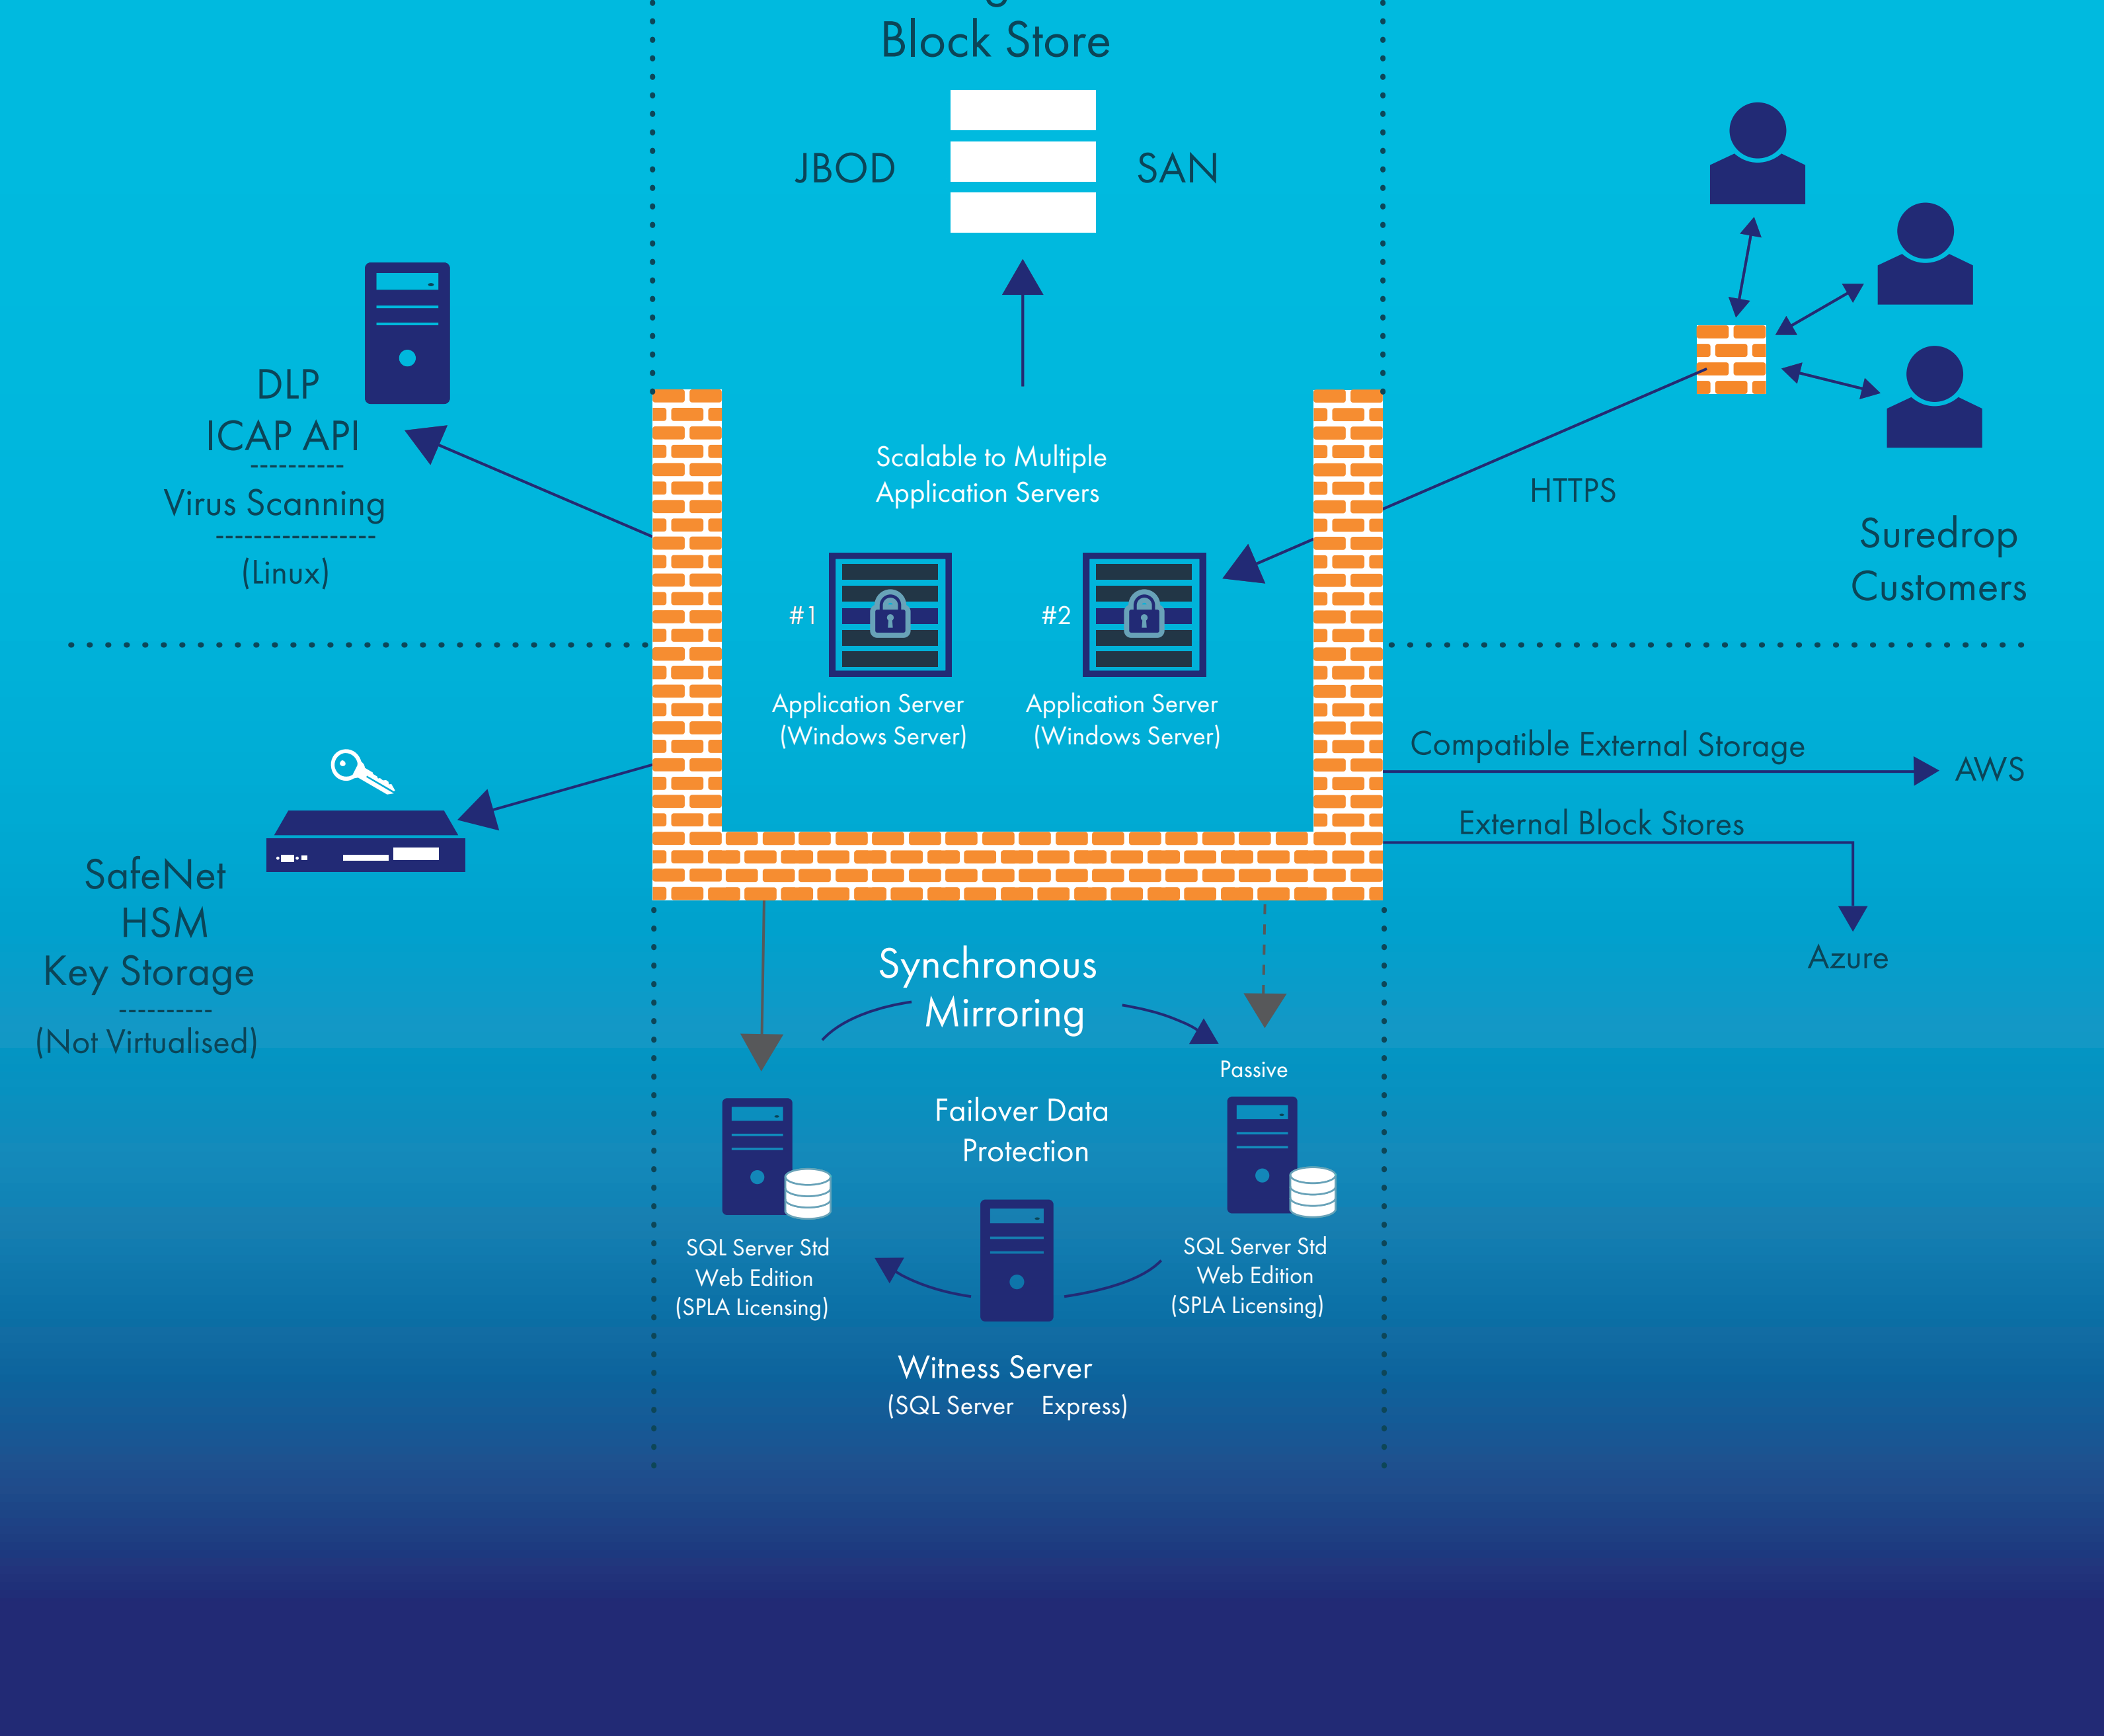 Block Store
JBOD
SAN
DLP
ICAP API
Virus Scanning
(Linux)
Scalable to Multiple
Application Servers
#1
#2
Application Server
(Windows Server)
Application Server
(Windows Server)
HTTPS
Suredrop
Customers
Compatible External Storage
AWS
External Block Stores
Azure
SafeNet
HSM
Key Storage
(Not Virtualised)
Synchronous
Mirroring
Passive
Failover Data
Protection
SQL Server Std
Web Edition
(SPLA Licensing)
SQL Server Std
Web Edition
(SPLA Licensing)
Witness Server
(SQL Server Express)